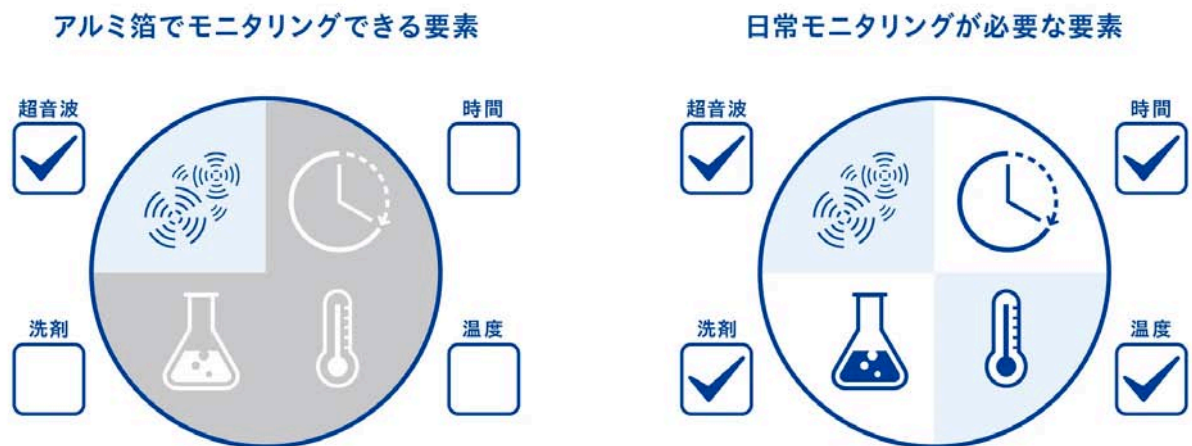 アルミ箔でモニタリングできる要素
日常モニタリングが必要な要素
超音波
時間
洗剤
温度
超音波
時間
洗剤
温度